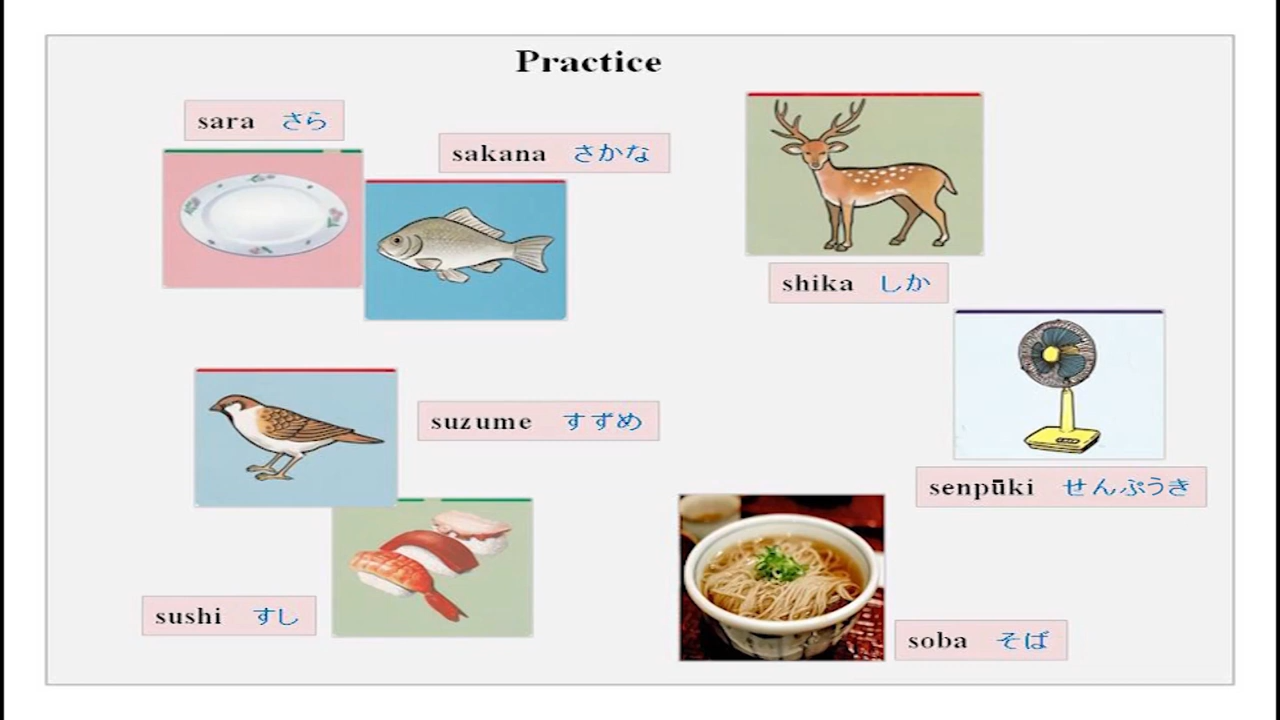 Practice
sara さら
sakana さかな
shika しか
suzume すずめ
senpūki せんぷうき
sushi すし
soba そば